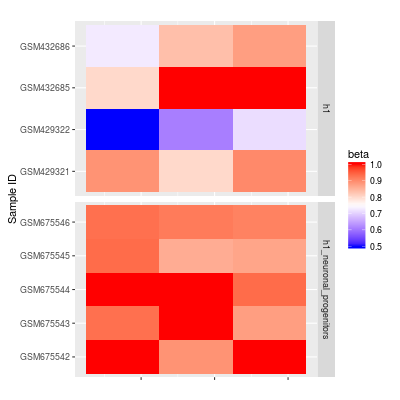 GSM432686
GSM432685
GSM429322
GSM429321
h1
GSM675546
GSM675545
GSM675544
GSM675543
GSM675542
h1_neuronal_progenitors
Sample ID
beta
1.0
0.9
0.8
0.7
0.6
0.5